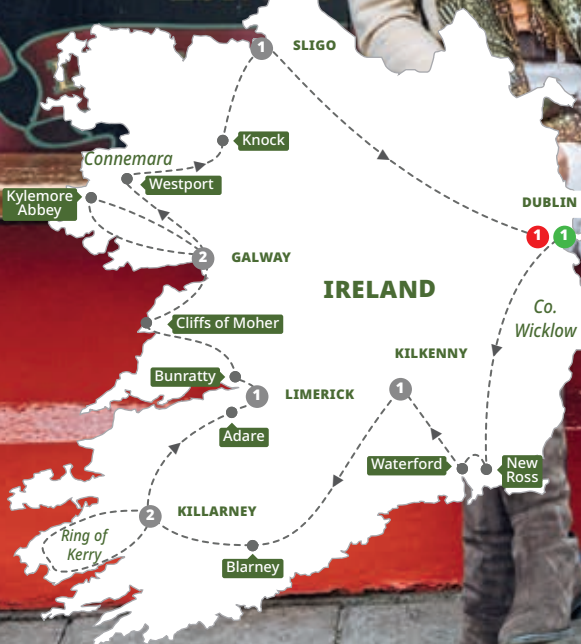 1
SLIGO
Knock
Connemara
Westport
Kylemore
Abbey
DUBLIN
1
1
2
GALWAY
IRELAND
Co.
Wicklow
Cliffs of Moher
KILKENNY
Bunratty
1
LIMERICK
1
Adare
Waterford
New
Ross
2
KILLARNEY
Ring of
Kerry
Blarney